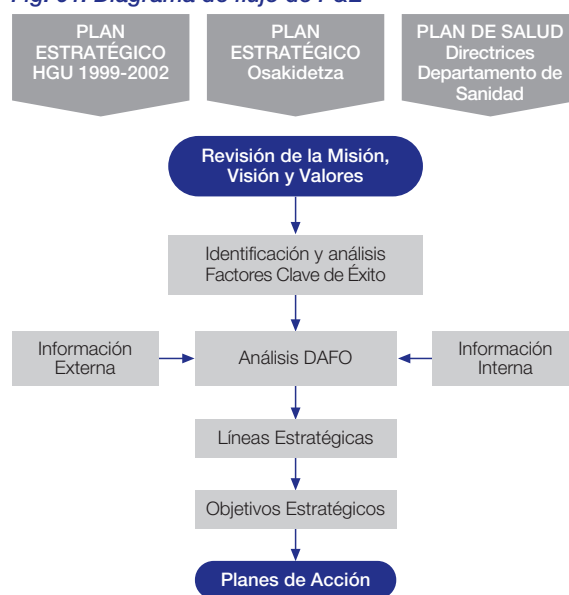 PLAN
ESTRATÉGICO
HGU 1999-2002
PLAN
ESTRATÉGICO
Osakidetza
PLAN DE SALUD
Directrices
Departamento de
Sanidad
Revisión de la Misión,
Visión y Valores
Identificación y análisis
Factores Clave de Éxito
Información
Externa
Análisis DAFO
Información
Interna
Líneas Estratégicas
Objetivos Estratégicos
Planes de Acción